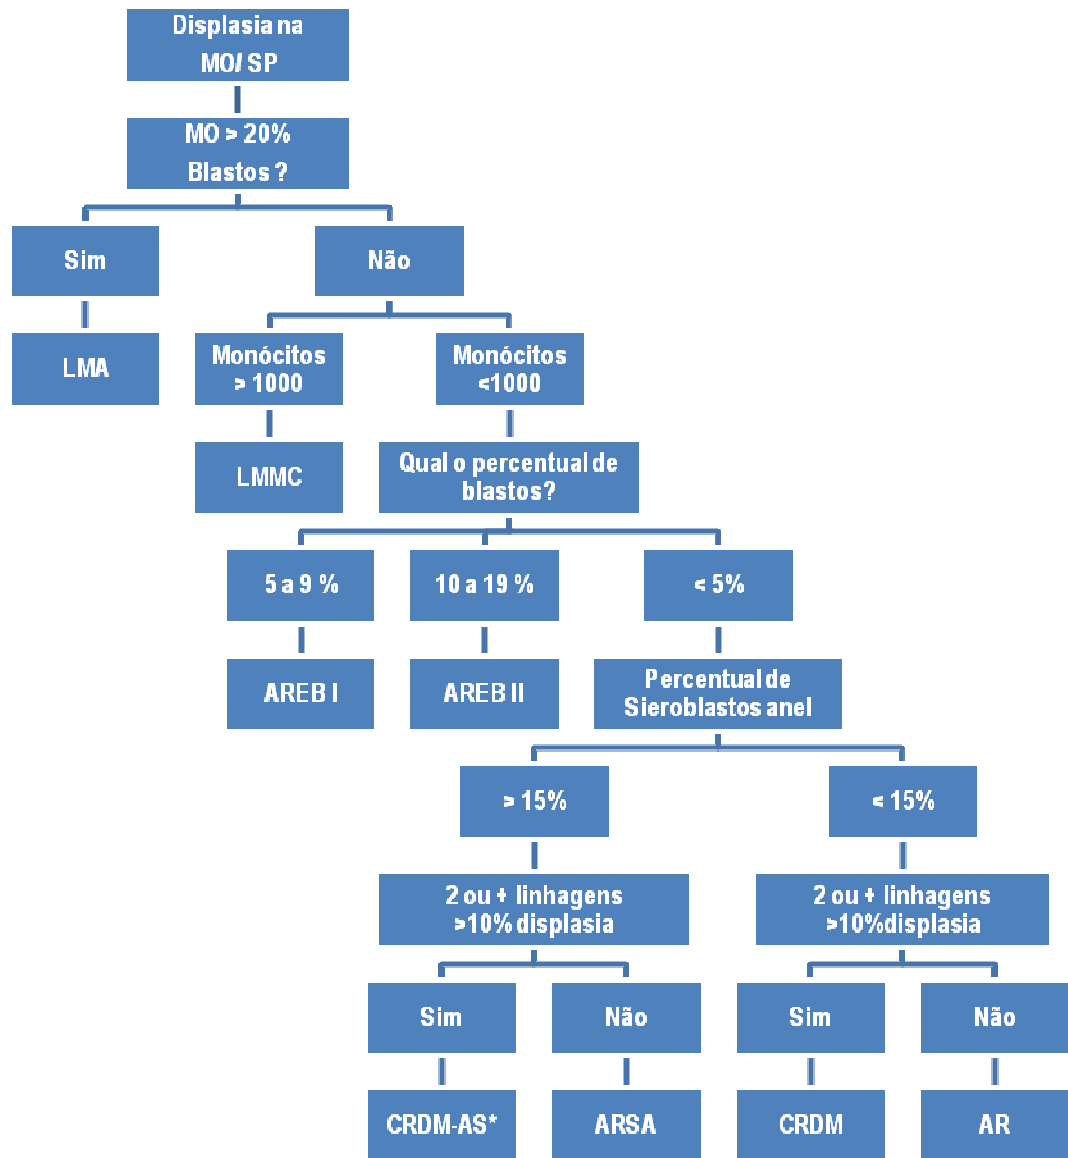 Displasia na
MO/ SP
MO > 20%
Blastos ?
Sim
Não
LMA
Monócitos
> 1000
Monócitos
<1000
LMMC
Qual o percentual de
blastos?
5 a 9 %
10 a 19 %
< 5%
AREB I
AREB II
Percentual de
Sieroblastos anel
> 15%
< 15%
2 ou + linhagens
>10% displasia
2 ou + linhagens
>10%displasia
Sim
Não
Sim
Não
CRDM-AS*
ARSA
CRDM
AR